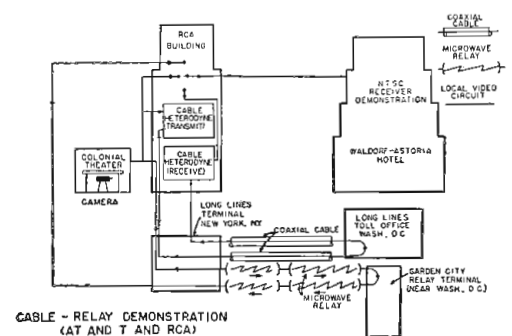 RCA
BUILDING
COAXIAL
CABLE
MICROWAVE
RELAY
LOCAL VIDEO
CIRCUIT
NTSC
RECEIVER
DEMONSTRATION
WALDORF-ASTORIA
HOTEL
CABLE
HETERODYNE
TRANSMIT)
CABLE
HETERODYNE
(RECEIVE)
COLONIAL
THEATER
CAMERA
LONG LINES
TERMINAL
NEW YORK, NY
COAXIAL CABLE
LONG LINES
TOLL OFFICE
WASH, D.C
GARDEN CITY
RELAY TERMINAL
(NEAR WASH, D.C.)
MICROWAVE
RELAY
CABLE - RELAY DEMONSTRATION
(AT AND T AND RCA)